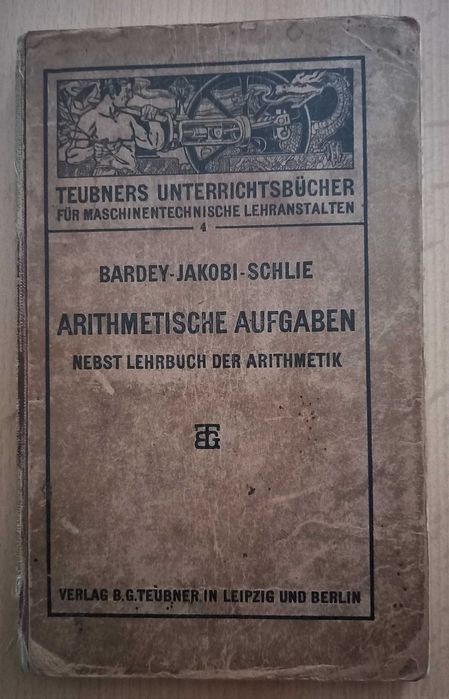 TEUBNERS UNTERRICHTSBÜCHER
FÜR MASCHINENTECHNISCHE LEHRANSTALTEN
4
BARDEY-JAKOBI-SCHLIE
ARITHMETISCHE AUFGABEN
NEBST LEHRBUCH DER ARITHMETIK
BTG
VERLAG B.G.TEUBNER IN LEIPZIG UND BERLIN